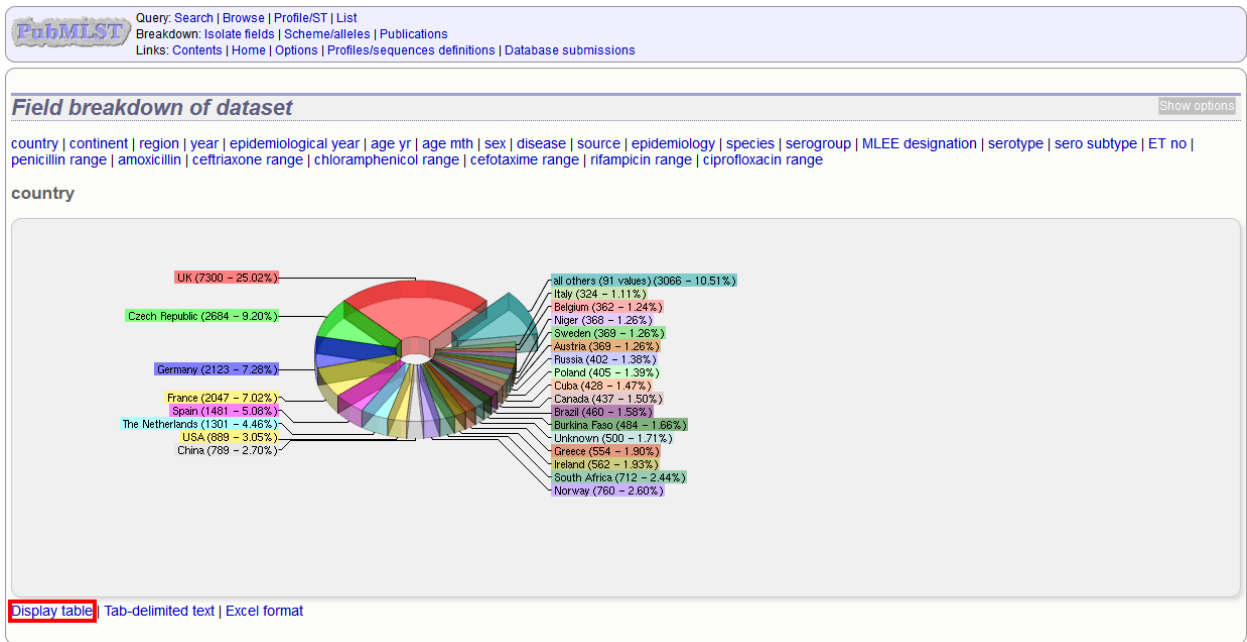 PubMLST
Query: Search | Browse | Profile/ST | List
Breakdown: Isolate fields | Scheme/alleles | Publications
Links: Contents | Home | Options | Profiles/sequences definitions | Database submissions
Field breakdown of dataset
Show options
country | continent | region | year | epidemiological year | age yr | age mth | sex | disease | source | epidemiology | species | serogroup | MLEE designation | serotype | sero subtype | ET no |
penicillin range | amoxicillin | ceftriaxone range | chloramphenicol range | cefotaxime range | rifampicin range | ciprofloxacin range
country
UK (7300 - 25.02%)
Czech Republic (2684 - 9.20%)
Germany (2123 - 7.28%)
France (2047 - 7.02%)
Spain (1481 - 5.08%)
The Netherlands (1301 - 4.46%)
USA (889 - 3.05%)
China (789 - 2.70%)
all others (91 values) (3066 - 10.51%)
Italy (324 - 1.11%)
Belgium (362 - 1.24%)
Niger (368 - 1.26%)
Sweden (369 - 1.26%)
Austria (369 - 1.26%)
Russia (402 - 1.38%)
Poland (405 - 1.39%)
Cuba (428 - 1.47%)
Canada (437 - 1.50%)
Brazil (460 - 1.58%)
Burkina Faso (484 - 1.66%)
Unknown (500 - 1.71%)
Greece (554 - 1.90%)
Ireland (562 - 1.93%)
South Africa (712 - 2.44%)
Norway (760 - 2.60%)
Display table | Tab-delimited text | Excel format